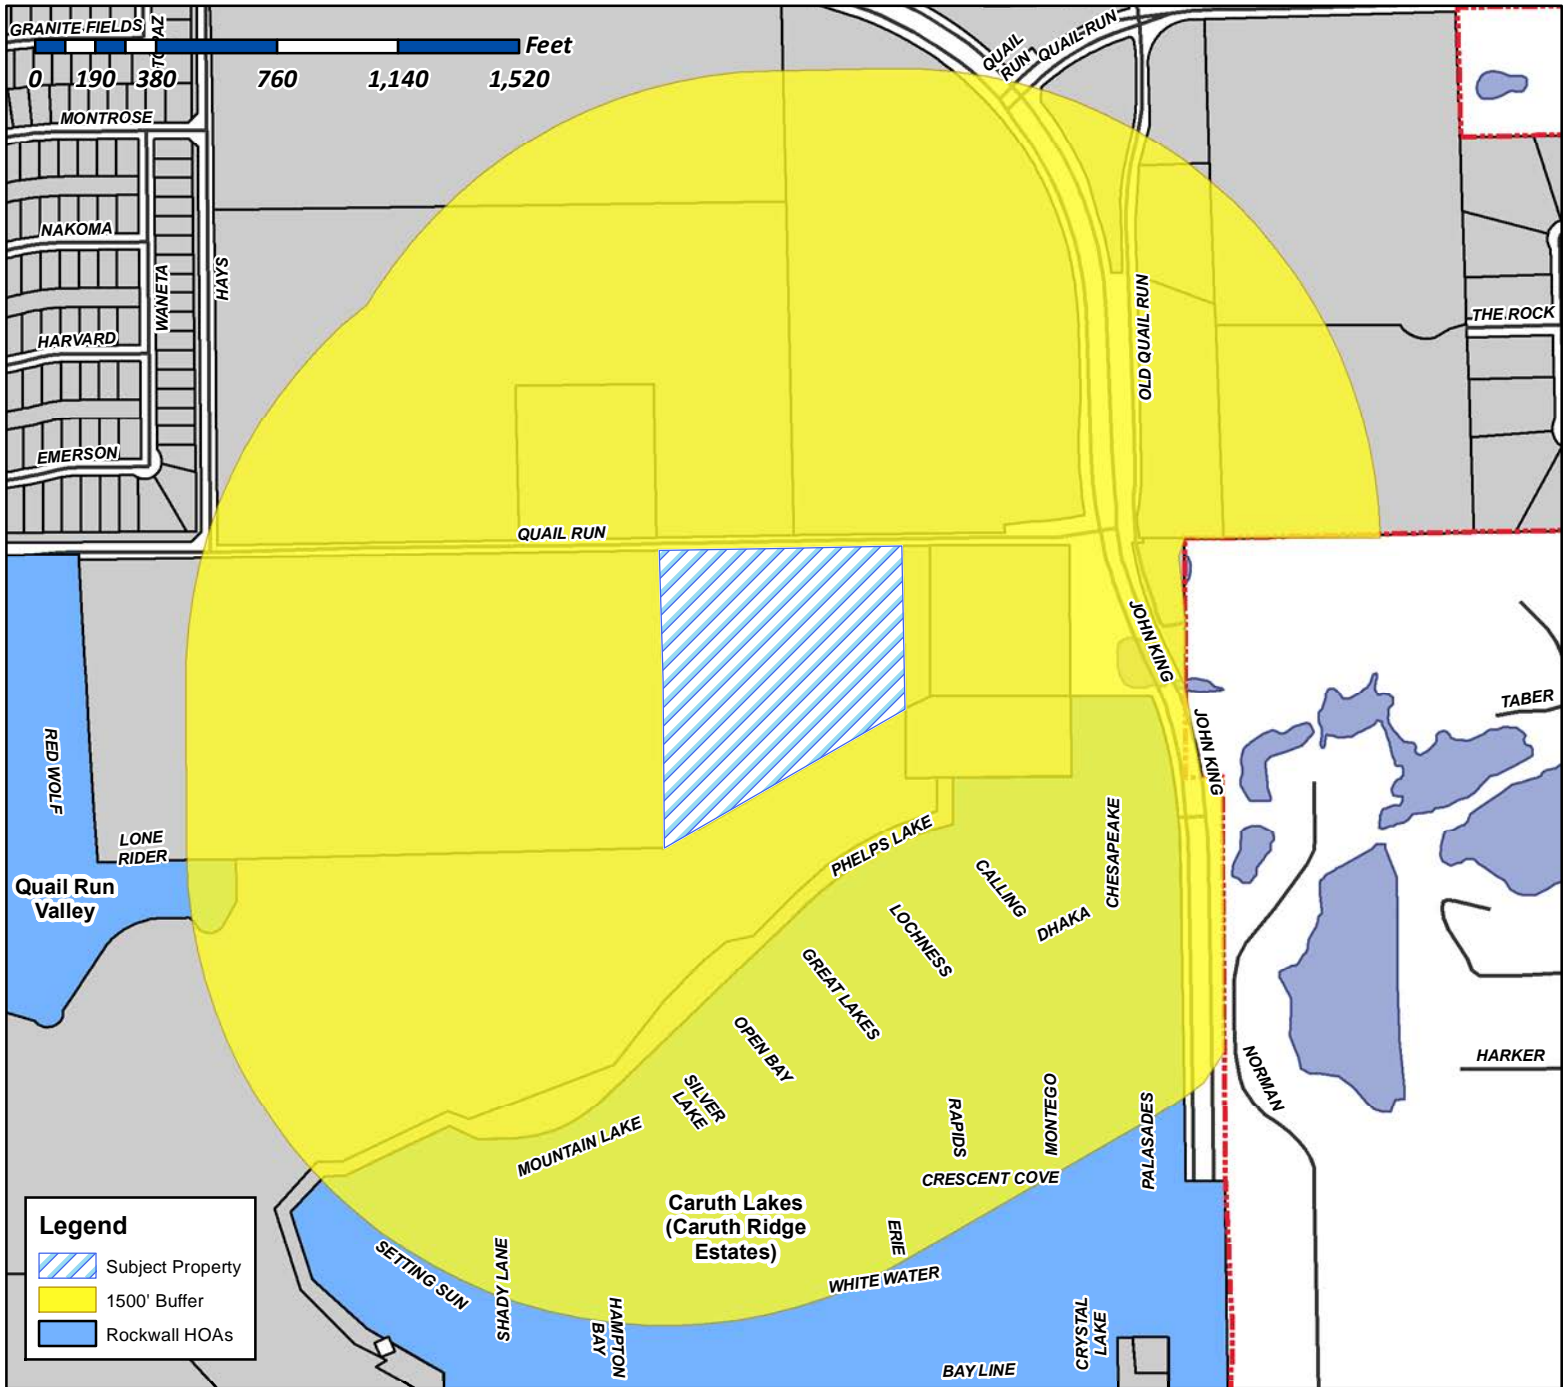 GRANITE FIELDS
TOPAZ
Feet
0 190 380 760 1,140 1,520
QUAIL
RUN
QUAIL RUN
MONTROSE
NAKOMA
WANETA
HAYS
HARVARD
EMERSON
OLD QUAIL RUN
THE ROCK
QUAIL RUN
JOHN KING
JOHN KING
TABER
RED WOLF
LONE
RIDER
Quail Run
Valley
PHELPS LAKE
CALLING
CHESAPEAKE
DHAKA
LOCHNESS
GREAT LAKES
OPEN BAY
SILVER
LAKE
MOUNTAIN LAKE
RAPIDS
MONTEGO
PALASADES
NORMAN
HARKER
CRESCENT COVE
Caruth Lakes
(Caruth Ridge
Estates)
ERIE
WHITE WATER
SETTING SUN
SHADY LANE
HAMPTON
BAY
CRYSTAL
LAKE
BAY LINE
Legend
Subject Property
1500' Buffer
Rockwall HOAs